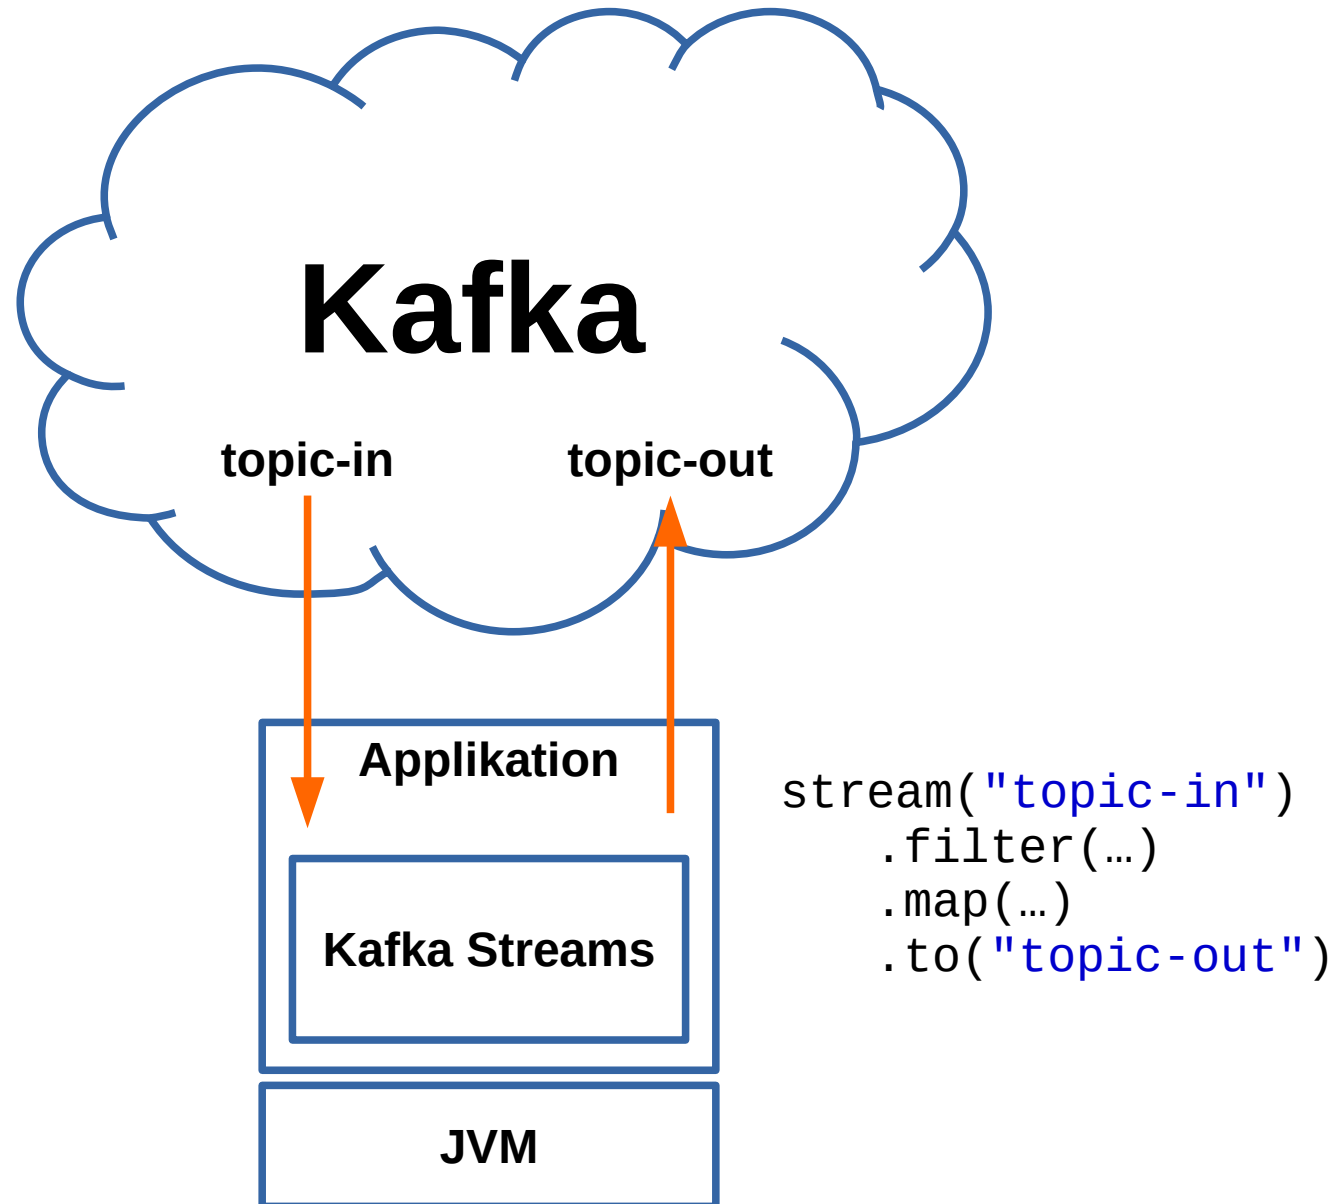 Kafka
topic-in
topic-out
Applikation
Kafka Streams
JVM
stream("topic-in")
.filter(…)
.map(…)
.to("topic-out")